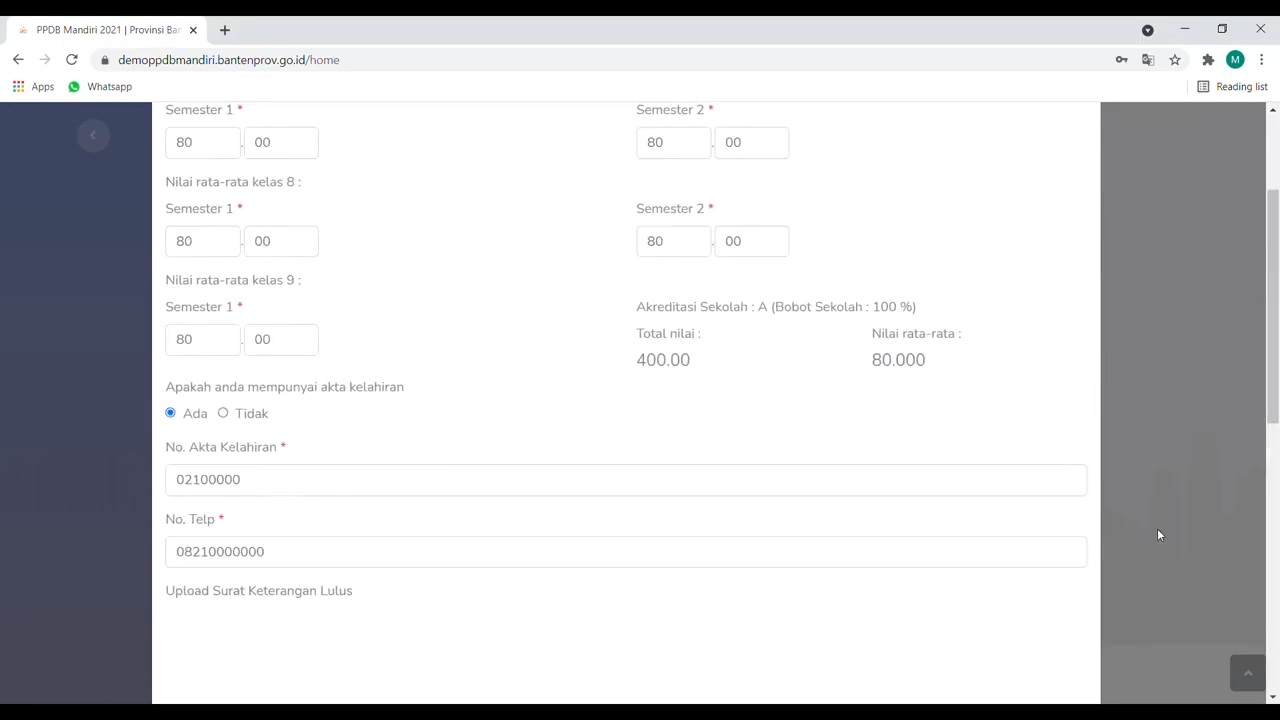 PPDB Mandiri 2021 | Provinsi Ban
demoppdbmandiri.bantenprov.go.id/home
M
Apps Whatsapp Reading list
Semester 1 * Semester 2 *
80 . 00 80 . 00
Nilai rata-rata kelas 8 :
Semester 1 * Semester 2 *
80 . 00 80 . 00
Nilai rata-rata kelas 9 :
Semester 1 * Akreditasi Sekolah : A (Bobot Sekolah : 100 %)
80 . 00 Total nilai : Nilai rata-rata :
400.00 80.000
Apakah anda mempunyai akta kelahiran
Ada Tidak
No. Akta Kelahiran *
02100000
No. Telp *
08210000000
Upload Surat Keterangan Lulus